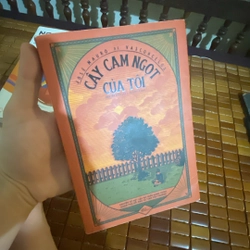 JOSÉ MAURO DE VASCONCELOS
CÂY CAM NGỌT
CỦA TÔI